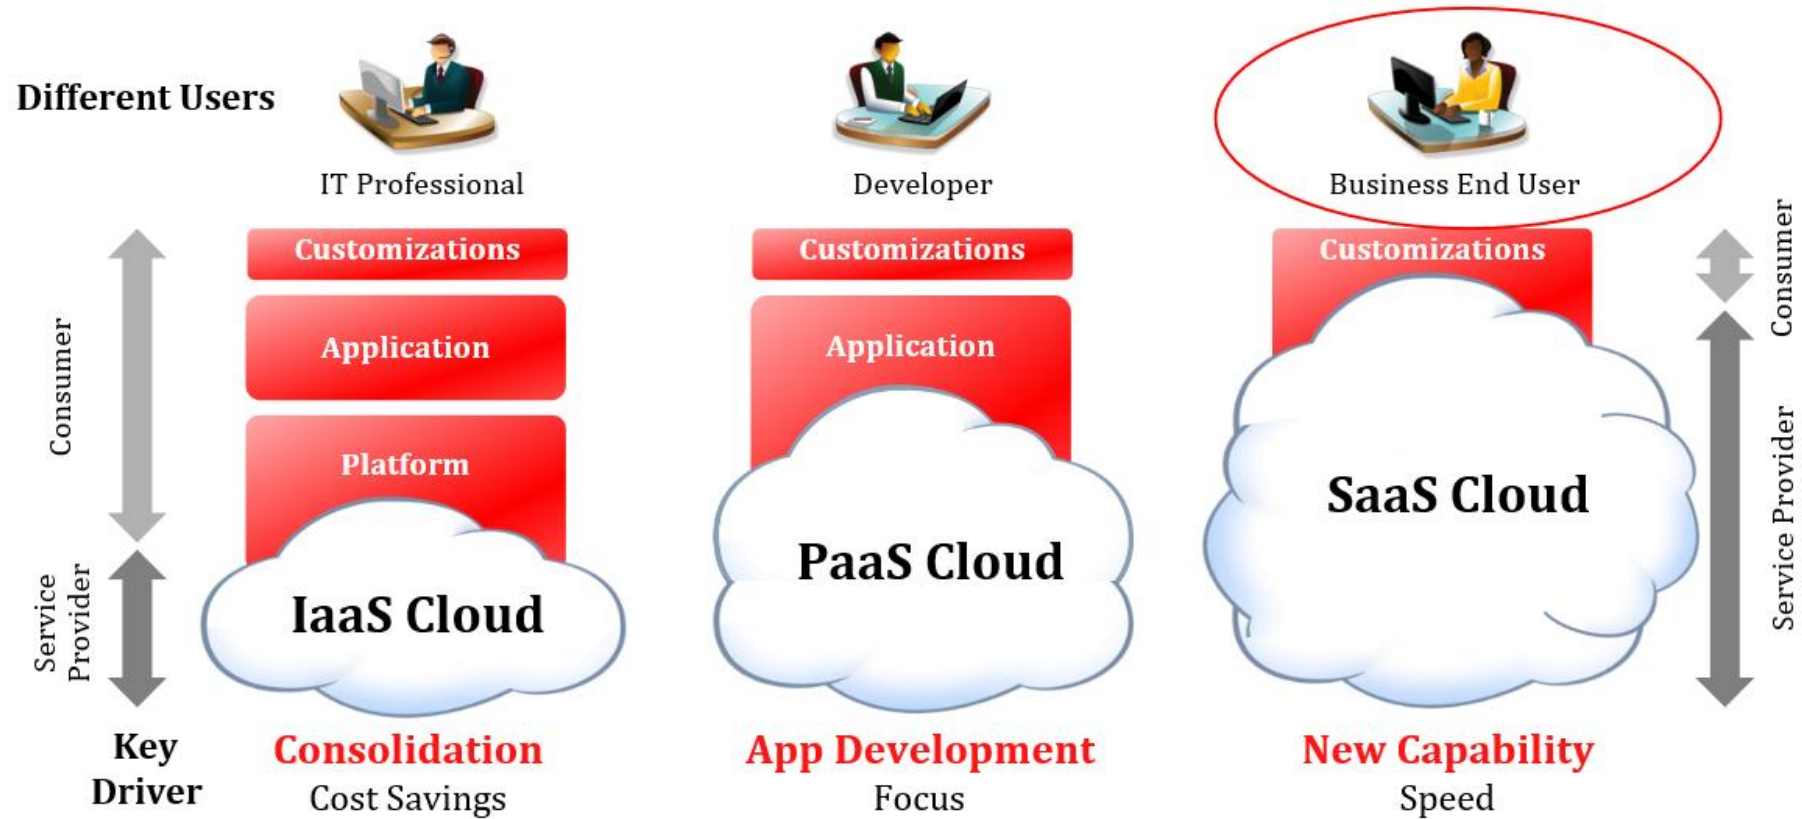 Different Users
IT Professional
Developer
Business End User
Customizations
Customizations
Customizations
Application
Application
Platform
Consumer
Service
Provider
Consumer
Service Provider
IaaS Cloud
PaaS Cloud
SaaS Cloud
Key
Driver
Consolidation
Cost Savings
App Development
Focus
New Capability
Speed